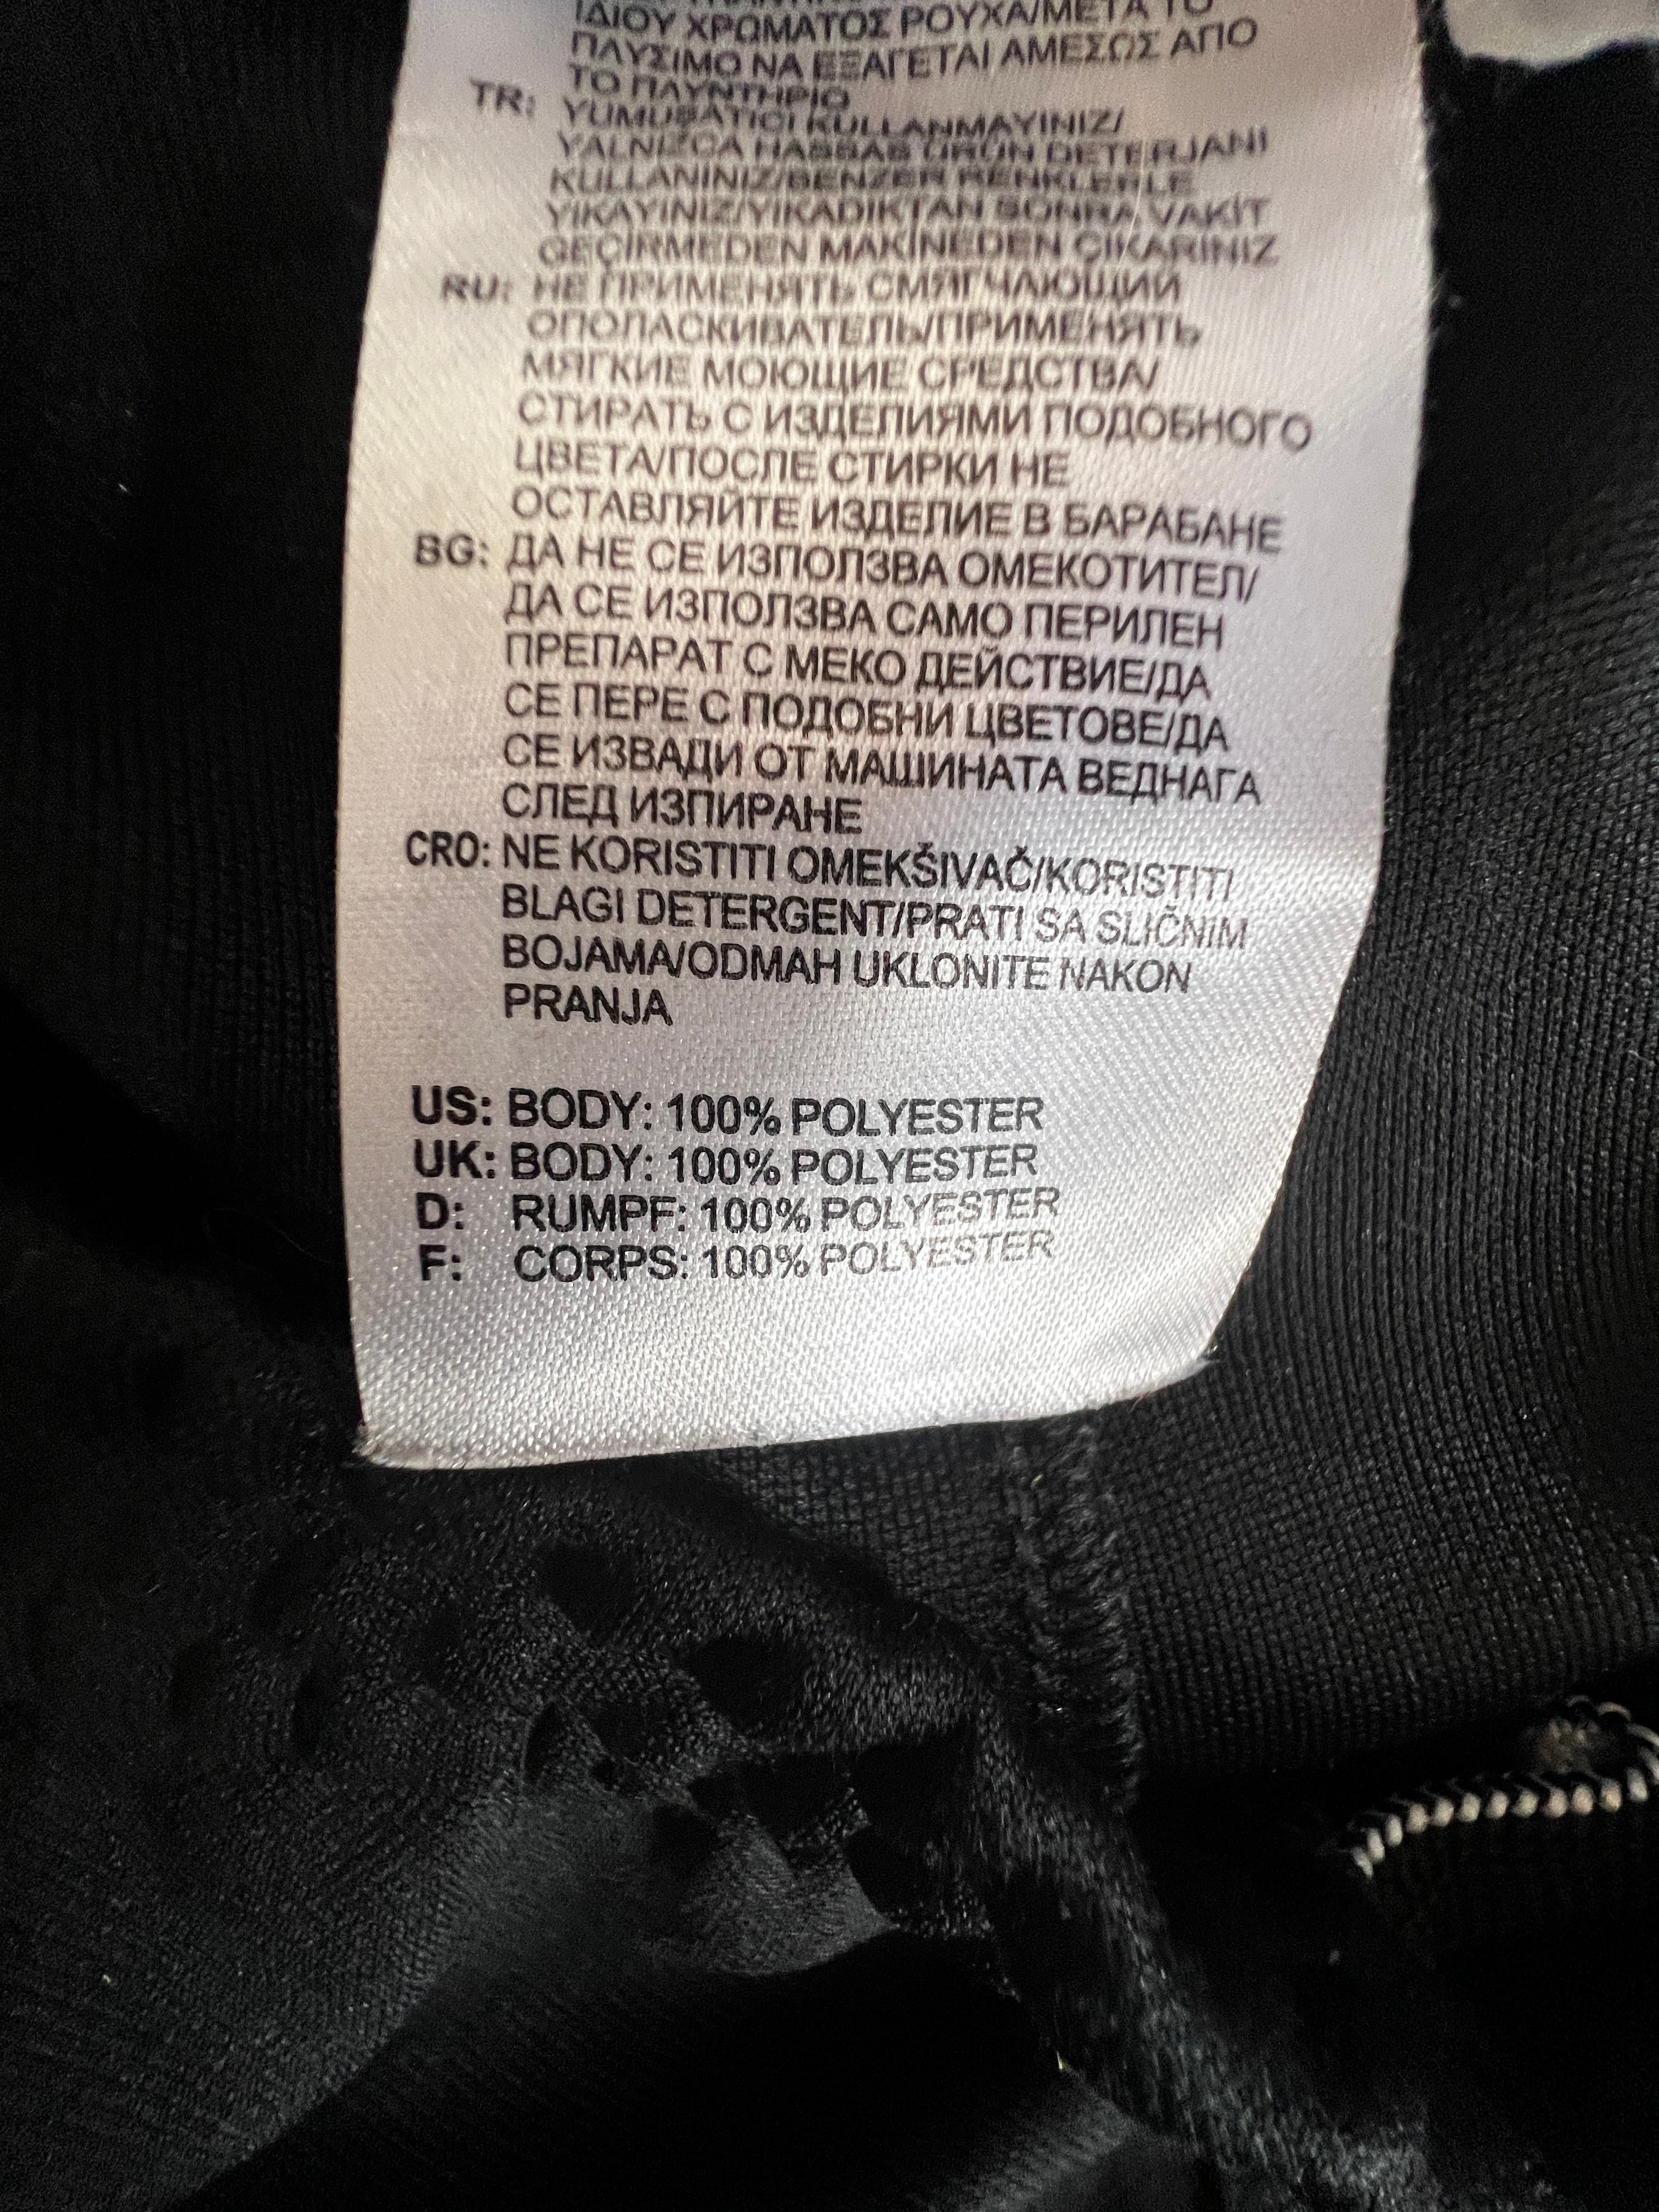 ΙΔΙΟΥ ΧΡΩΜΑΤΟΣ ΡΟΥΧΑ/ΜΕΤΑ ΤΟ
ΠΛΥΣΙΜΟ ΝΑ ΕΞΑΓΕΤΑΙ ΑΜΕΣΩΣ ΑΠΟ
ΤΟ ΠΛΥΝΤΗΡΙΟ
TR: YUMUŞATICI KULLANMAYINIZ/
YALNIZCA HASSAS ÜRÜN DETERJANI
KULLANINIZ/BENZER RENKLERLE
YIKAYINIZ/YIKADIKTAN SONRA VAKİT
GEÇİRMEDEN MAKİNEDEN ÇIKARINIZ
RU: НЕ ПРИМЕНЯТЬ СМЯГЧАЮЩИЙ
ОПОЛАСКИВАТЕЛЬ/ПРИМЕНЯТЬ
МЯГКИЕ МОЮЩИЕ СРЕДСТВА/
СТИРАТЬ С ИЗДЕЛИЯМИ ПОДОБНОГО
ЦВЕТА/ПОСЛЕ СТИРКИ НЕ
ОСТАВЛЯЙТЕ ИЗДЕЛИЕ В БАРАБАНЕ
BG: ДА НЕ СЕ ИЗПОЛЗВА ОМЕКОТИТЕЛ/
ДА СЕ ИЗПОЛЗВА САМО ПЕРИЛЕН
ПРЕПАРАТ С МЕКО ДЕЙСТВИЕ/ДА
СЕ ПЕРЕ С ПОДОБНИ ЦВЕТОВЕ/ДА
СЕ ИЗВАДИ ОТ МАШИНАТА ВЕДНАГА
СЛЕД ИЗПИРАНЕ
CRO: NE KORISTITI OMEKŠIVAČ/KORISTITI
BLAGI DETERGENT/PRATI SA SLIČNIM
BOJAMA/ODMAH UKLONITE NAKON
PRANJA
US: BODY: 100% POLYESTER
UK: BODY: 100% POLYESTER
D: RUMPF: 100% POLYESTER
F: CORPS: 100% POLYESTER